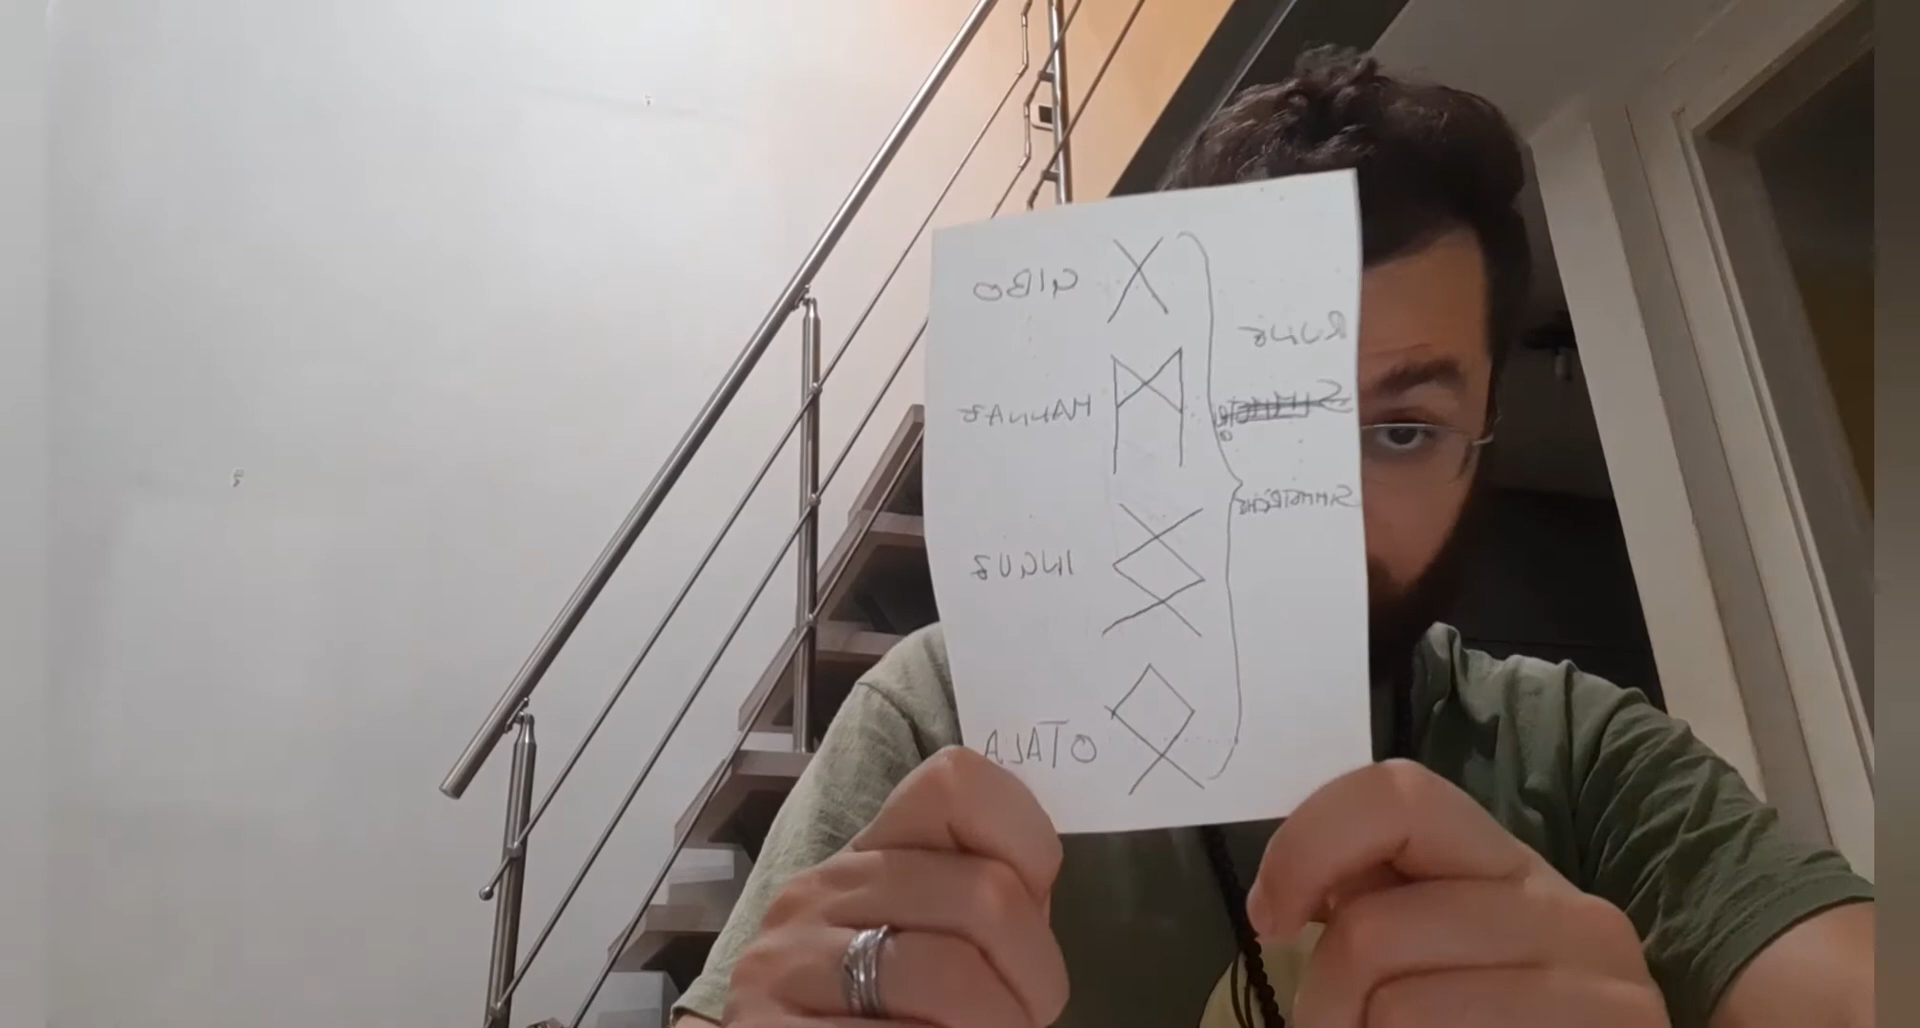 RUNE
SIMMETRICHE
ᚷ GIBO
ᛗ MANNAZ
ᛝ INGUZ
ᛟ OTALA